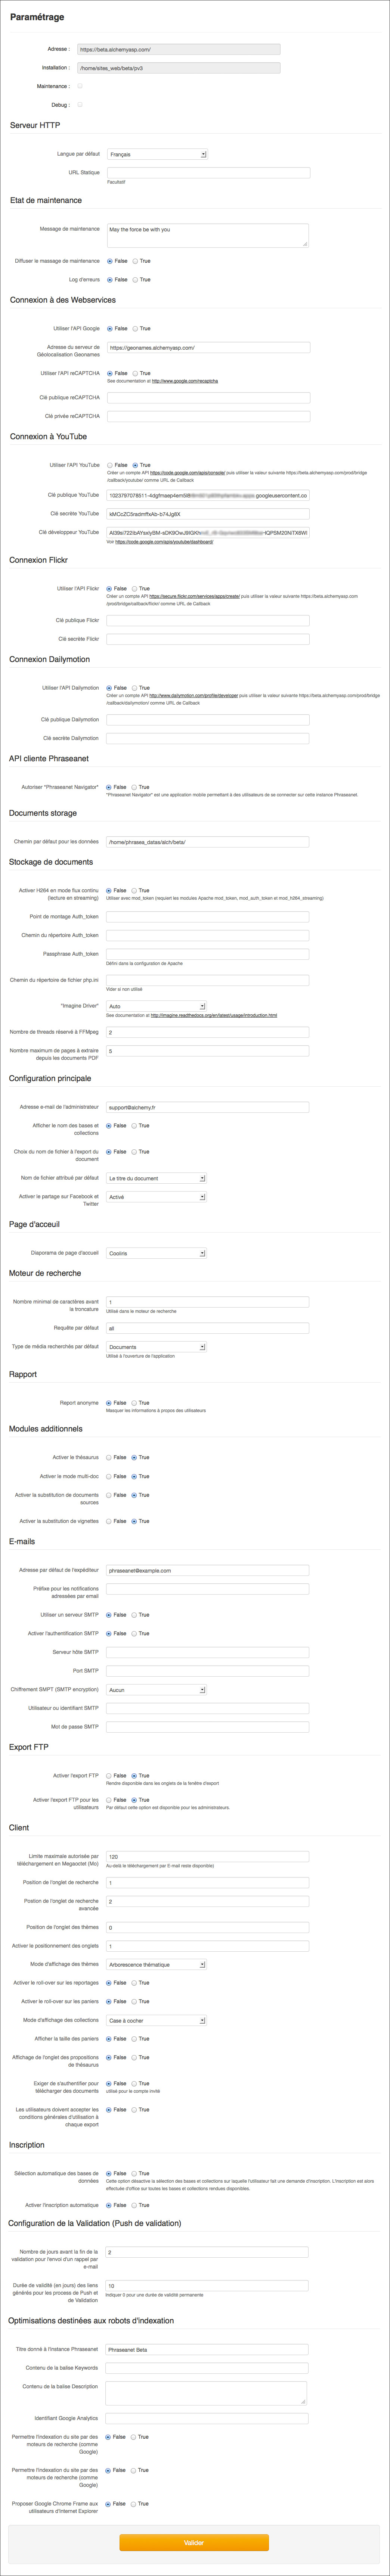 Paramétrage
Adresse :
https://beta.alchemyasp.com/
Installation :
/home/sites_web/beta/pv3
Maintenance :
Debug :
Serveur HTTP
Langue par défaut
Français
URL Statique
Facultatif
Etat de maintenance
Message de maintenance
May the force be with you
Diffuser le message de maintenance
False True
Log d'erreurs
False True
Connexion à des Webservices
Utiliser l'API Google
False True
Adresse du serveur de
Géolocalisation Geonames
https://geonames.alchemyasp.com/
Utiliser l'API reCAPTCHA
False True
See documentation at http://www.google.com/recaptcha
Clé publique reCAPTCHA
Clé privée reCAPTCHA
Connexion à YouTube
Utiliser l'API YouTube
False True
Créer un compte API https://code.google.com/apis/console/ puis utiliser la valeur suivante https://beta.alchemyasp.com/prod/bridge
/callback/youtube/ comme URL de Callback
Clé publique YouTube
googleusercontent.co
Clé secrète YouTube
Clé développeur YouTube
Voir https://code.google.com/apis/youtube/dashboard/
Connexion Flickr
Utiliser l'API Flickr
False True
Créer un compte API https://secure.flickr.com/services/apps/create/ puis utiliser la valeur suivante https://beta.alchemyasp.com
/prod/bridge/callback/flickr/ comme URL de Callback
Clé publique Flickr
Clé secrète Flickr
Connexion Dailymotion
Utiliser l'API Dailymotion
False True
Créer un compte API http://www.dailymotion.com/profile/developer puis utiliser la valeur suivante https://beta.alchemyasp.com/prod/bridge
/callback/dailymotion/ comme URL de Callback
Clé publique Dailymotion
Clé secrète Dailymotion
API cliente Phraseanet
Autoriser "Phraseanet Navigator"
False True
"Phraseanet Navigator" est une application mobile permettant à des utilisateurs de se connecter sur cette instance Phraseanet.
Documents storage
Chemin par défaut pour les données
/home/phrasea_datas/alch/beta/
Stockage de documents
Activer H264 en mode flux continu
(lecture en streaming)
False True
Utiliser avec mod_token (requiert les modules Apache mod_token, mod_auth_token et mod_h264_streaming)
Point de montage Auth_token
Chemin du répertoire Auth_token
Passphrase Auth_token
Défini dans la configuration de Apache
Chemin du répertoire de fichier php.ini
Vider si non utilisé
"Imagine Driver"
Auto
See documentation at http://imagine.readthedocs.org/en/latest/usage/introduction.html
Nombre de threads réservé à FFMpeg
2
Nombre maximum de pages à extraire
depuis les documents PDF
5
Configuration principale
Adresse e-mail de l'administrateur
support@alchemy.fr
Afficher le nom des bases et
collections
False True
Choix du nom de fichier à l'export du
document
False True
Nom de fichier attribué par défaut
Le titre du document
Activer le partage sur Facebook et
Twitter
Activé
Page d'acceuil
Diaporama de page d'accueil
Cooliris
Moteur de recherche
Nombre minimal de caractères avant
la troncature
1
Utilisé dans le moteur de recherche
Requête par défaut
all
Type de média recherchés par défaut
Documents
Utilisé à l'ouverture de l'application
Rapport
Report anonyme
False True
Masquer les informations à propos des utilisateurs
Modules additionnels
Activer le thésaurus
False True
Activer le mode multi-doc
False True
Activer la substitution de documents
sources
False True
Activer la substitution de vignettes
False True
E-mails
Adresse par défaut de l'expéditeur
phraseanet@example.com
Préfixe pour les notifications
adressées par email
Utiliser un serveur SMTP
False True
Activer l'authentification SMTP
False True
Serveur hôte SMTP
Port SMTP
Chiffrement SMPT (SMTP encryption)
Aucun
Utilisateur ou identifiant SMTP
Mot de passe SMTP
Export FTP
Activer l'export FTP
False True
Rendre disponible dans les onglets de la fenêtre d'export
Activer l'export FTP pour les
utilisateurs
False True
Par défaut cette option est disponible pour les administrateurs.
Client
Limite maximale autorisée par
téléchargement en Mégaoctet (Mo)
120
Au-delà le téléchargement par E-mail reste disponible)
Position de l'onglet de recherche
1
Position de l'onglet de recherche
avancée
2
Position de l'onglet des thèmes
0
Activer le positionnement des onglets
1
Mode d'affichage des thèmes
Arborescence thématique
Activer le roll-over sur les reportages
False True
Activer le roll-over sur les paniers
False True
Mode d'affichage des collections
Case à cocher
Afficher la taille des paniers
False True
Affichage de l'onglet des propositions
de thésaurus
False True
Exiger de s'authentifier pour
télécharger des documents
False True
utilisé pour le compte invité
Les utilisateurs doivent accepter les
conditions générales d'utilisation à
chaque export
False True
Inscription
Sélection automatique des bases de
données
False True
Cette option désactive la sélection des bases et collections sur laquelle l'utilisateur fait une demande d'inscription. L'inscription est alors
effectuée d'office sur toutes les bases et collections rendues disponibles.
Activer l'inscription automatique
False True
Configuration de la Validation (Push de validation)
Nombre de jours avant la fin de la
validation pour l'envoi d'un rappel par
e-mail
2
Durée de validité (en jours) des liens
générés pour les process de Push et
de Validation
10
Indiquer 0 pour une durée de validité permanente
Optimisations destinées aux robots d'indexation
Titre donné à l'instance Phraseanet
Phraseanet Beta
Contenu de la balise Keywords
Contenu de la balise Description
Identifiant Google Analytics
Permettre l'indexation du site par des
moteurs de recherche (comme
Google)
False True
Permettre l'indexation du site par des
moteurs de recherche (comme
Google)
False True
Proposer Google Chrome Frame aux
utilisateurs d'Internet Explorer
False True
Valider